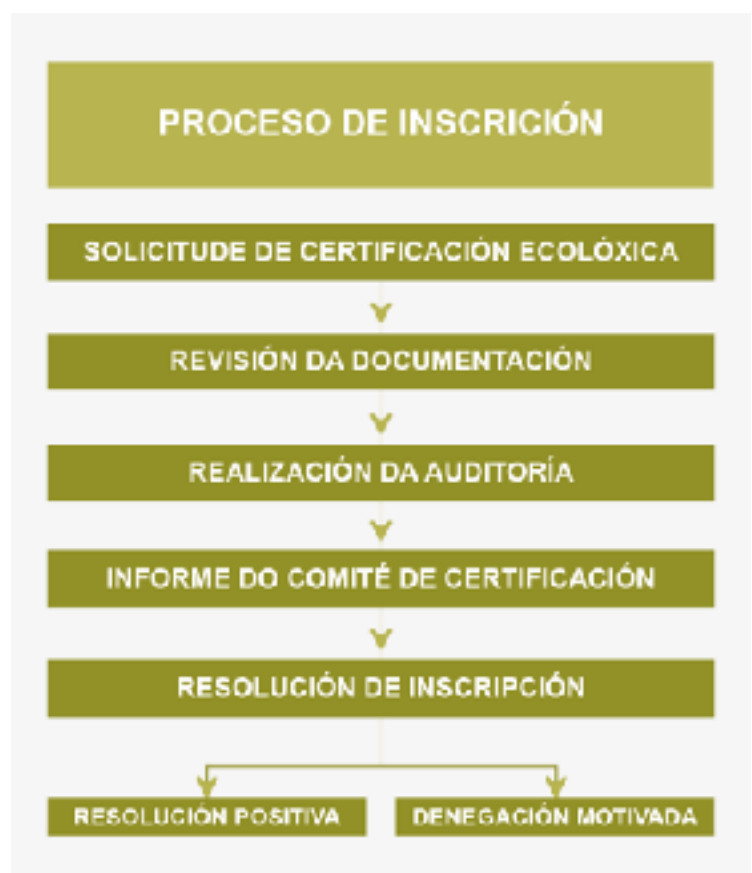 PROCESO DE INSCRICIÓN
SOLICITUDE DE CERTIFICACIÓN ECOLÓXICA
REVISIÓN DA DOCUMENTACIÓN
REALIZACIÓN DA AUDITORÍA
INFORME DO COMITÉ DE CERTIFICACIÓN
RESOLUCIÓN DE INSCRIPCIÓN
RESOLUCIÓN POSITIVA
DENEGACIÓN MOTIVADA